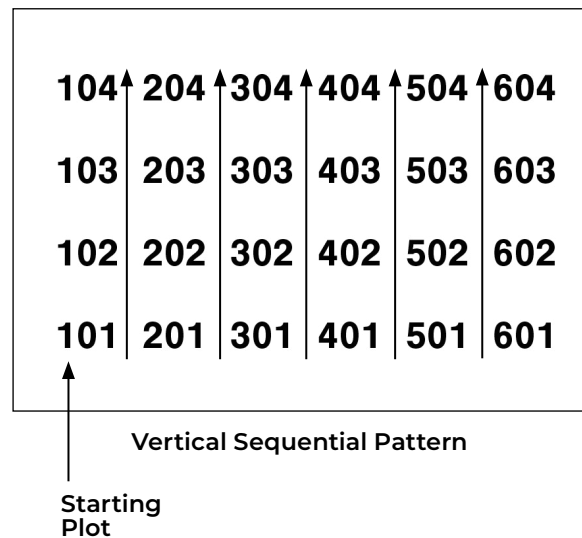 104 204 304 404 504 604
103 203 303 403 503 603
102 202 302 402 502 602
101 201 301 401 501 601
Vertical Sequential Pattern
Starting
Plot